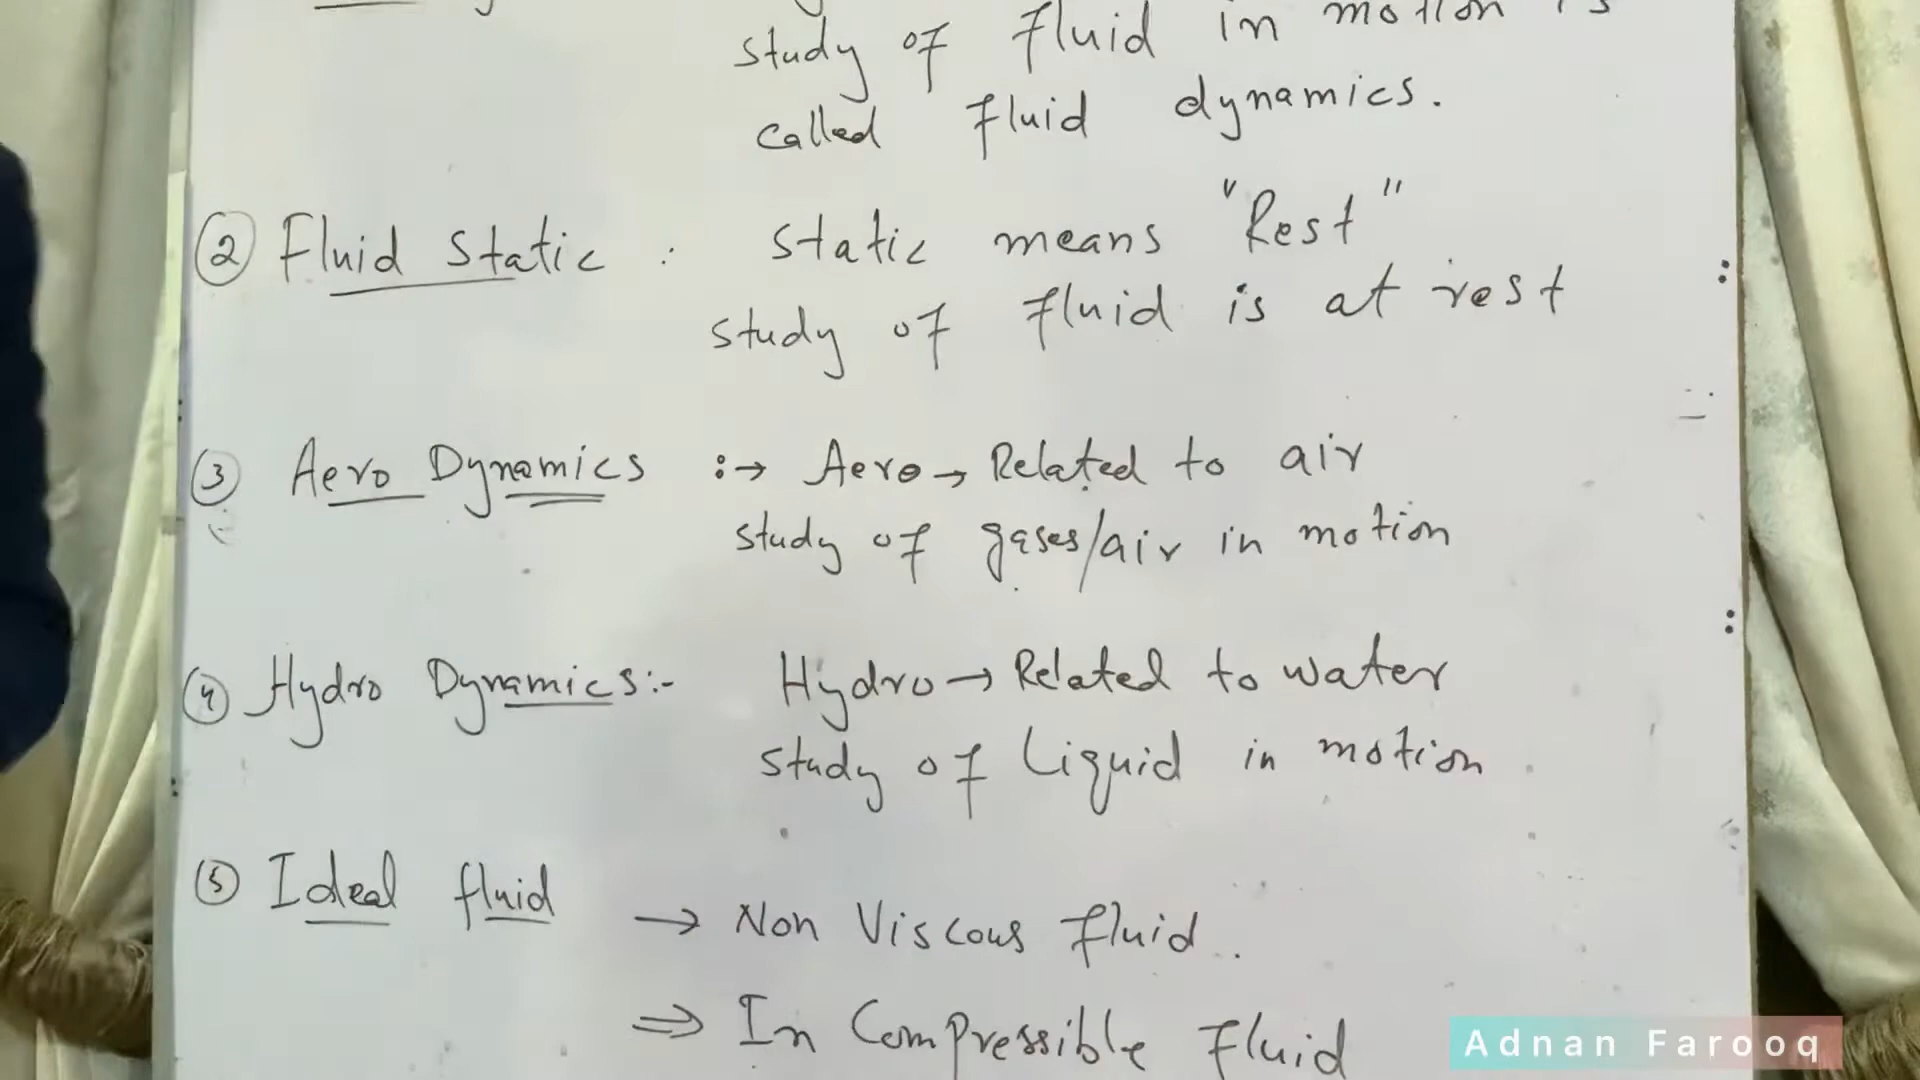 study of fluid in motion is
called fluid dynamics.
② Fluid Static : Static means "Rest"
study of fluid is at rest
③ Aero Dynamics :→ Aero → Related to air
study of gases/air in motion
④ Hydro Dynamics:- Hydro → Related to water
study of Liquid in motion
⑤ Ideal fluid → Non Viscous fluid.
⇒ In Compressible Fluid
Adnan Farooq